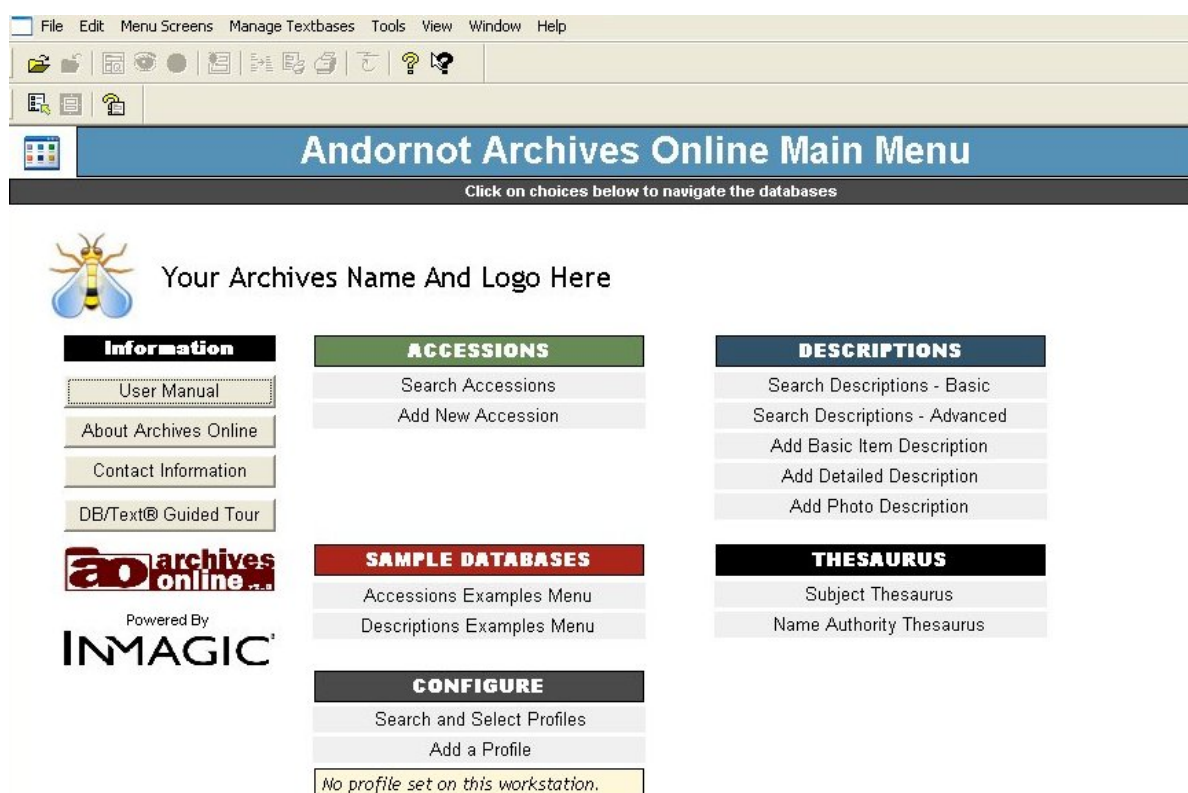 File Edit Menu Screens Manage Textbases Tools View Window Help
Andornot Archives Online Main Menu
Click on choices below to navigate the databases
Your Archives Name And Logo Here
Information
User Manual
About Archives Online
Contact Information
DB/Text® Guided Tour
ao archives
online
Powered By
INMAGIC
ACCESSIONS
Search Accessions
Add New Accession
DESCRIPTIONS
Search Descriptions - Basic
Search Descriptions - Advanced
Add Basic Item Description
Add Detailed Description
Add Photo Description
SAMPLE DATABASES
Accessions Examples Menu
Descriptions Examples Menu
THESAURUS
Subject Thesaurus
Name Authority Thesaurus
CONFIGURE
Search and Select Profiles
Add a Profile
No profile set on this workstation.